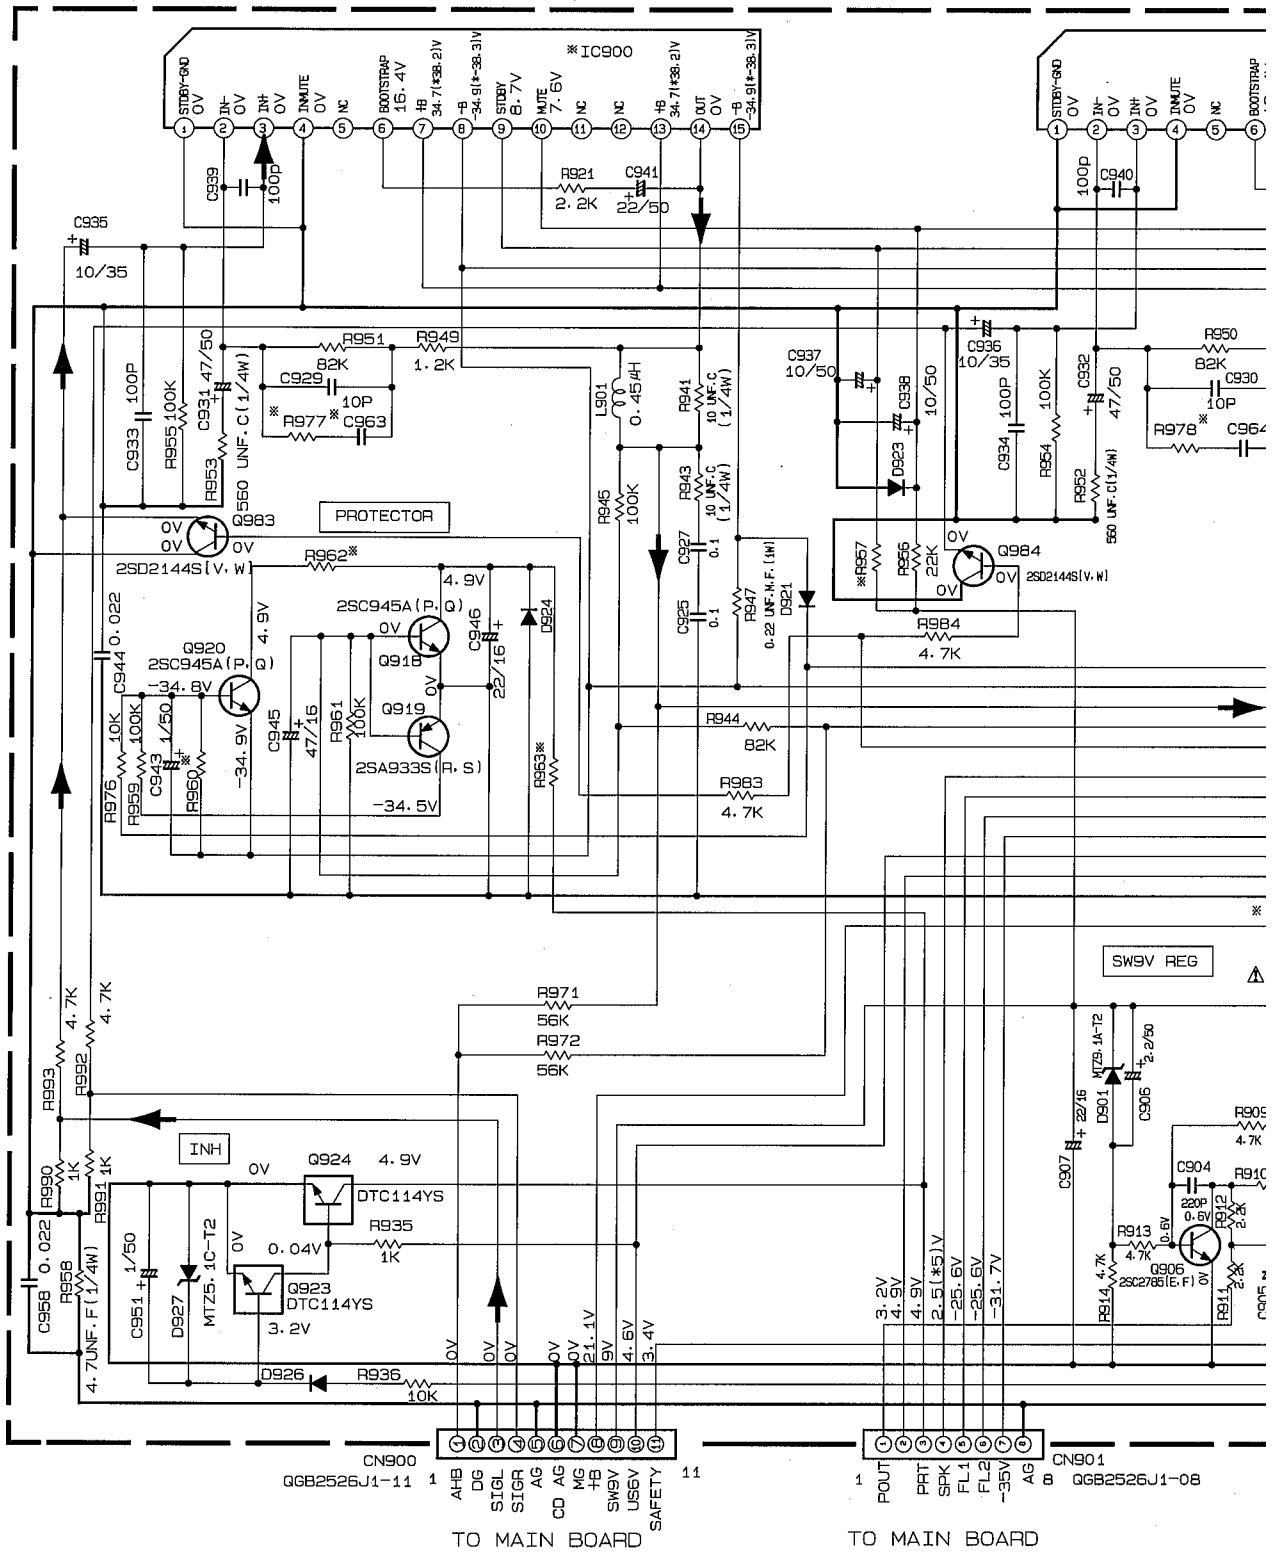 ※IC900
STDBY-GND
0V
IN-
0V
IN+
0V
INMUTE
0V
NC
BOOTSTRAP
16.4V
+B
34.7(*38.2)V
-B
-34.9(*-38.3)V
STDBY
8.7V
MUTE
7.6V
NC
NC
+B
34.7(*38.2)V
OUT
0V
-B
-34.9(*-38.3)V
1 2 3 4 5 6 7 8 9 10 11 12 13 14 15
STDBY-GND
0V
IN-
0V
IN+
0V
INMUTE
0V
NC
BOOTSTRAP
1 2 3 4 5 6
C939
100p
R921
2.2K
C941
+
22/50
100p
C940
C935
+
10/35
R951
82K
R949
1.2K
C929
10P
※
R977
※
C963
100P
C933
R955 100K
C931 47/50
+
R953
560 UNF.C(1/4W)
L901
0.45μH
R941
10 UNF.C
(1/4W)
R943
10 UNF.C
(1/4W)
R945
100K
C927
0.1
C925
0.1
R947
0.22 UNF.M.F.(1W)
D921
C937
10/50
+
C938
10/50
+
D923
※R957
R956
22K
+
C936
10/35
100P
C934
100K
R954
C932
47/50
+
R952
560 UNF.C(1/4W)
R950
82K
C930
10P
R978
※
C964
Q983
0V
0V
0V
2SD2144S(V.W)
PROTECTOR
R962※
4.9V
2SC945A(P.Q)
0V
Q918
0V
C946
+
22/16
D924
Q984
0V
0V
0V
2SD2144S(V.W)
R984
4.7K
4.9V
Q920
2SC945A(P.Q)
-34.8V
-34.9V
C944 0.022
10K
R976
100K
R959
1/50
C943
+
※
R960
C945
+
47/16
R961
100K
Q919
2SA933S(R.S)
-34.5V
R963※
R944
82K
R983
4.7K
※
SW9V REG
⚠
R971
56K
R972
56K
4.7K
R993
4.7K
R992
R990
1K
R991
1K
INH
0V
Q924
4.9V
DTC114YS
R935
1K
0V
0.04V
Q923
DTC114YS
3.2V
0.022
C958
R958
4.7UNF.F(1/4W)
1/50
C951
+
D927
MTZ5.1C-T2
D926
R936
10K
MTZ9.1A-T2
D901
+
2.2/50
C906
C907
+
22/16
R909
4.7K
C904
220P
R910
R912
2.2K
R913
4.7K
0.6V
0.6V
Q906
2SC2785(E.F)
0V
R914
4.7K
R911
2.2K
C905
0V
0V
0V
0V
0V
21.1V
9V
4.6V
3.4V
3.2V
4.9V
4.9V
2.5(*5)V
-25.6V
-25.6V
-31.7V
1 2 3 4 5 6 7 8 9 10 11
1 2 3 4 5 6 7 8
CN900
QGB2526J1-11
1
11
AHB
DG
SIGL
SIGR
AG
CD AG
MG
+B
SW9V
US6V
SAFETY
TO MAIN BOARD
CN901
QGB2526J1-08
1
8
POUT
PRT
SPK
FL1
FL2
-35V
AG
TO MAIN BOARD